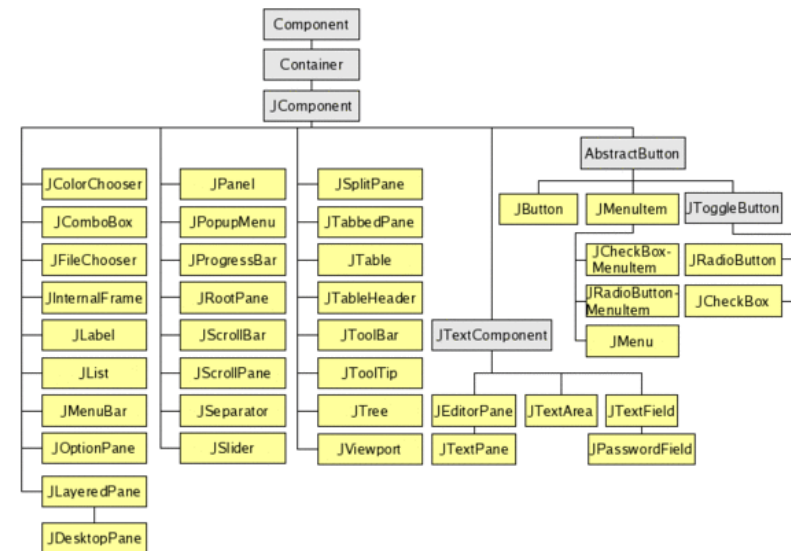 Component
Container
JComponent
AbstractButton
JColorChooser
JPanel
JSplitPane
JButton
JMenuItem
JToggleButton
JComboBox
JPopupMenu
JTabbedPane
JFileChooser
JProgressBar
JTable
JCheckBox-
MenuItem
JRadioButton
JInternalFrame
JRootPane
JTableHeader
JRadioButton-
MenuItem
JCheckBox
JLabel
JScrollBar
JToolBar
JTextComponent
JMenu
JList
JScrollPane
JToolTip
JMenuBar
JSeparator
JTree
JEditorPane
JTextArea
JTextField
JOptionPane
JSlider
JViewport
JTextPane
JPasswordField
JLayeredPane
JDesktopPane